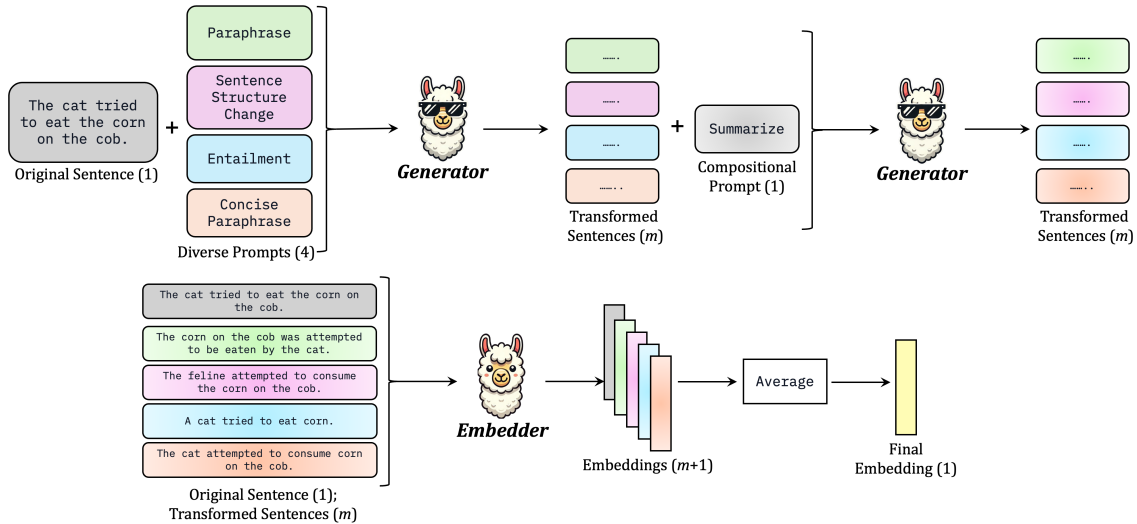 The cat tried
to eat the corn
on the cob.
Original Sentence (1)
+
Paraphrase
Sentence
Structure
Change
Entailment
Concise
Paraphrase
Diverse Prompts (4)
Generator
…….
…….
…….
……..
Transformed
Sentences (m)
+
Summarize
Compositional
Prompt (1)
Generator
…….
…….
…….
……..
Transformed
Sentences (m)
The cat tried to eat the corn on
the cob.
The corn on the cob was attempted
to be eaten by the cat.
The feline attempted to consume
the corn on the cob.
A cat tried to eat corn.
The cat attempted to consume corn
on the cob.
Original Sentence (1);
Transformed Sentences (m)
Embedder
Embeddings (m+1)
Average
Final
Embedding (1)